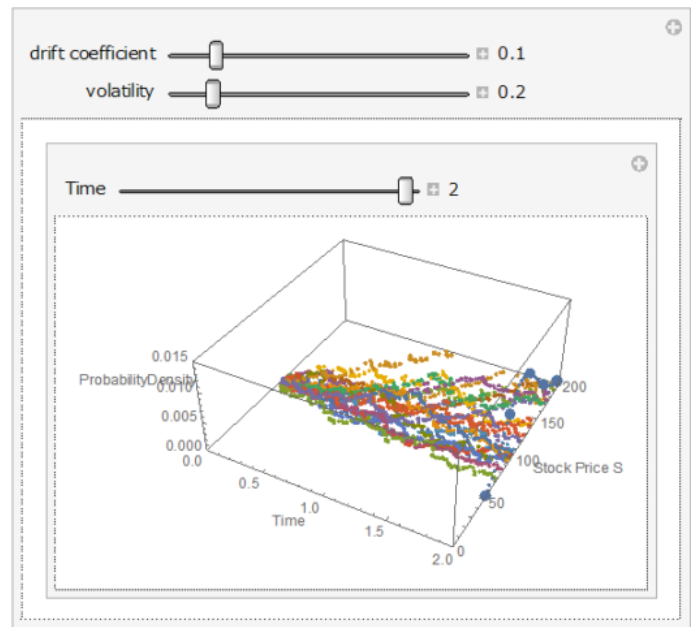 drift coefficient 0.1
volatility 0.2
Time 2
0.015
ProbabilityDensity
0.010
0.005
0.000
0.0
0.5
1.0
1.5
2.0
Time
0
50
100
150
200
Stock Price S